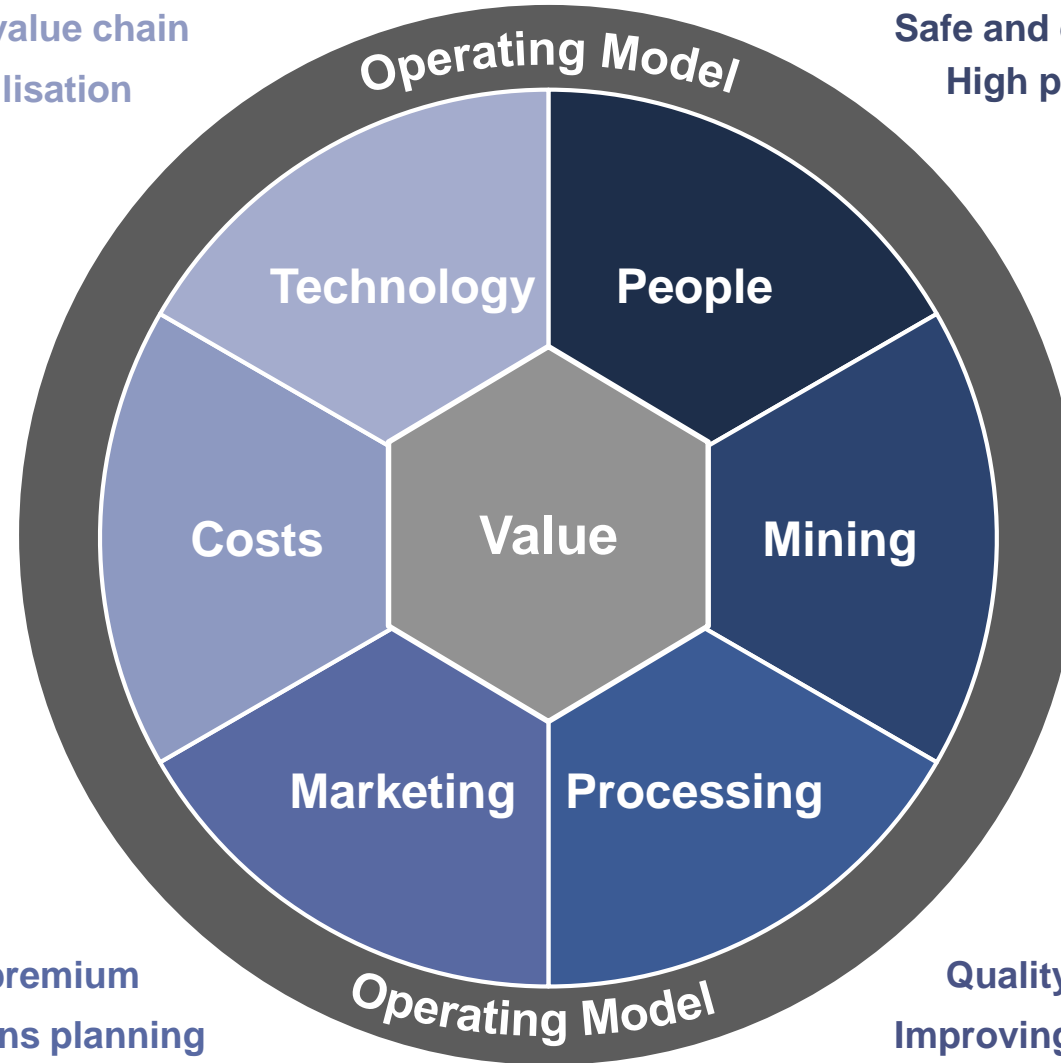 value chain
Safe and
lisation
High p
Operating Model
Technology
People
Costs
Value
Mining
Marketing
Processing
premium
Quality
ns planning
Improving
Operating Model